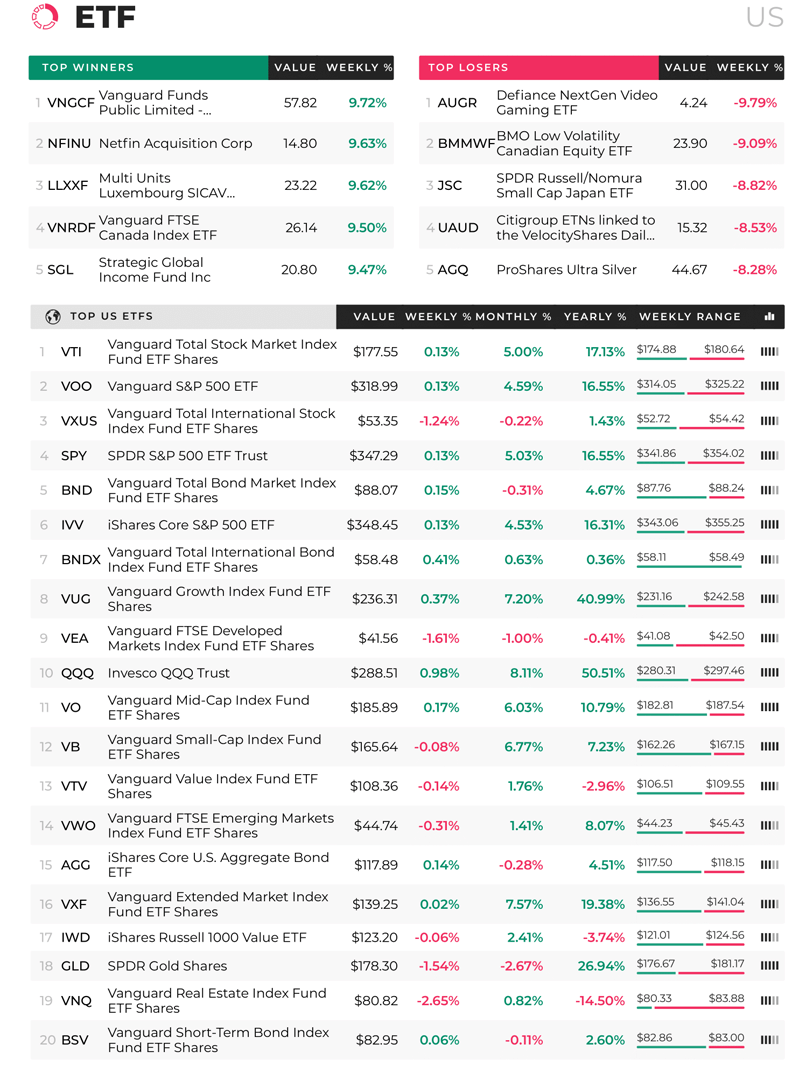 ETF
US
TOP WINNERS VALUE WEEKLY %
1 VNGCF Vanguard Funds Public Limited -... 57.82 9.72%
2 NFINU Netfin Acquisition Corp 14.80 9.63%
3 LLXXF Multi Units Luxembourg SICAV... 23.22 9.62%
4 VNRDF Vanguard FTSE Canada Index ETF 26.14 9.50%
5 SGL Strategic Global Income Fund Inc 20.80 9.47%
TOP LOSERS VALUE WEEKLY %
1 AUGR Defiance NextGen Video Gaming ETF 4.24 -9.79%
2 BMMWF BMO Low Volatility Canadian Equity ETF 23.90 -9.09%
3 JSC SPDR Russell/Nomura Small Cap Japan ETF 31.00 -8.82%
4 UAUD Citigroup ETNs linked to the VelocityShares Dail... 15.32 -8.53%
5 AGQ ProShares Ultra Silver 44.67 -8.28%
TOP US ETFS VALUE WEEKLY % MONTHLY % YEARLY % WEEKLY RANGE
1 VTI Vanguard Total Stock Market Index Fund ETF Shares $177.55 0.13% 5.00% 17.13% $174.88 $180.64
2 VOO Vanguard S&P 500 ETF $318.99 0.13% 4.59% 16.55% $314.05 $325.22
3 VXUS Vanguard Total International Stock Index Fund ETF Shares $53.35 -1.24% -0.22% 1.43% $52.72 $54.42
4 SPY SPDR S&P 500 ETF Trust $347.29 0.13% 5.03% 16.55% $341.86 $354.02
5 BND Vanguard Total Bond Market Index Fund ETF Shares $88.07 0.15% -0.31% 4.67% $87.76 $88.24
6 IVV iShares Core S&P 500 ETF $348.45 0.13% 4.53% 16.31% $343.06 $355.25
7 BNDX Vanguard Total International Bond Index Fund ETF Shares $58.48 0.41% 0.63% 0.36% $58.11 $58.49
8 VUG Vanguard Growth Index Fund ETF Shares $236.31 0.37% 7.20% 40.99% $231.16 $242.58
9 VEA Vanguard FTSE Developed Markets Index Fund ETF Shares $41.56 -1.61% -1.00% -0.41% $41.08 $42.50
10 QQQ Invesco QQQ Trust $288.51 0.98% 8.11% 50.51% $280.31 $297.46
11 VO Vanguard Mid-Cap Index Fund ETF Shares $185.89 0.17% 6.03% 10.79% $182.81 $187.54
12 VB Vanguard Small-Cap Index Fund ETF Shares $165.64 -0.08% 6.77% 7.23% $162.26 $167.15
13 VTV Vanguard Value Index Fund ETF Shares $108.36 -0.14% 1.76% -2.96% $106.51 $109.55
14 VWO Vanguard FTSE Emerging Markets Index Fund ETF Shares $44.74 -0.31% 1.41% 8.07% $44.23 $45.43
15 AGG iShares Core U.S. Aggregate Bond ETF $117.89 0.14% -0.28% 4.51% $117.50 $118.15
16 VXF Vanguard Extended Market Index Fund ETF Shares $139.25 0.02% 7.57% 19.38% $136.55 $141.04
17 IWD iShares Russell 1000 Value ETF $123.20 -0.06% 2.41% -3.74% $121.01 $124.56
18 GLD SPDR Gold Shares $178.30 -1.54% -2.67% 26.94% $176.67 $181.17
19 VNQ Vanguard Real Estate Index Fund ETF Shares $80.82 -2.65% 0.82% -14.50% $80.33 $83.88
20 BSV Vanguard Short-Term Bond Index Fund ETF Shares $82.95 0.06% -0.11% 2.60% $82.86 $83.00